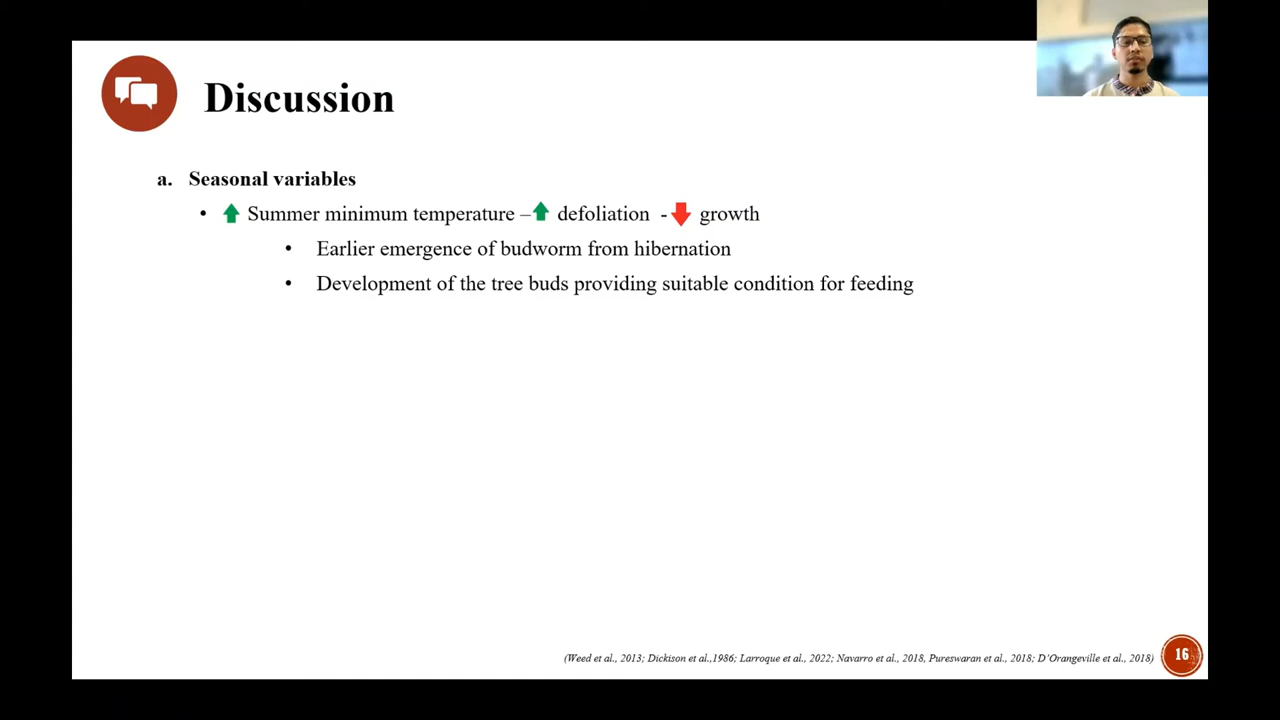 Discussion
a. Seasonal variables
• Summer minimum temperature – defoliation - growth
• Earlier emergence of budworm from hibernation
• Development of the tree buds providing suitable condition for feeding
(Weed et al., 2013; Dickison et al.,1986; Larroque et al., 2022; Navarro et al., 2018, Pureswaran et al., 2018; D'Orangeville et al., 2018)
16